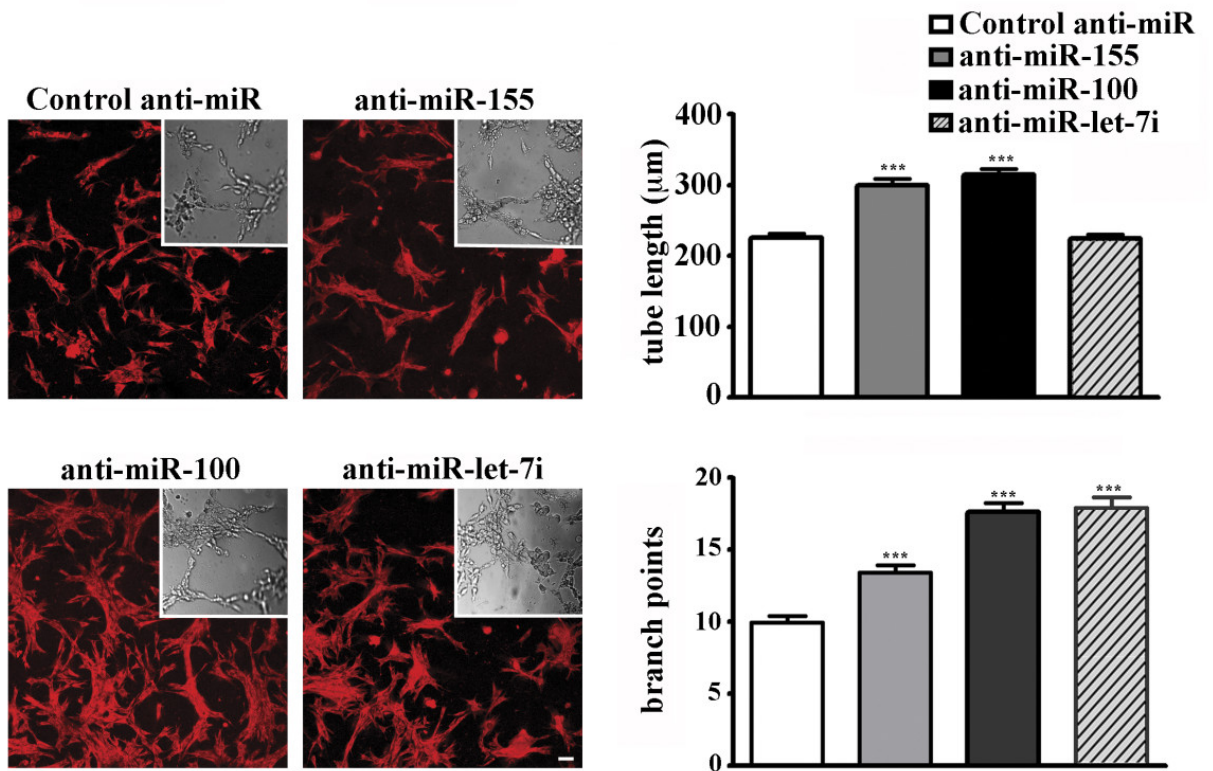 Control anti-miR
anti-miR-155
anti-miR-100
anti-miR-let-7i
Control anti-miR
anti-miR-155
anti-miR-100
anti-miR-let-7i
tube length (µm)
400
300
200
100
0
***
***
branch points
20
15
10
5
0
***
***
***